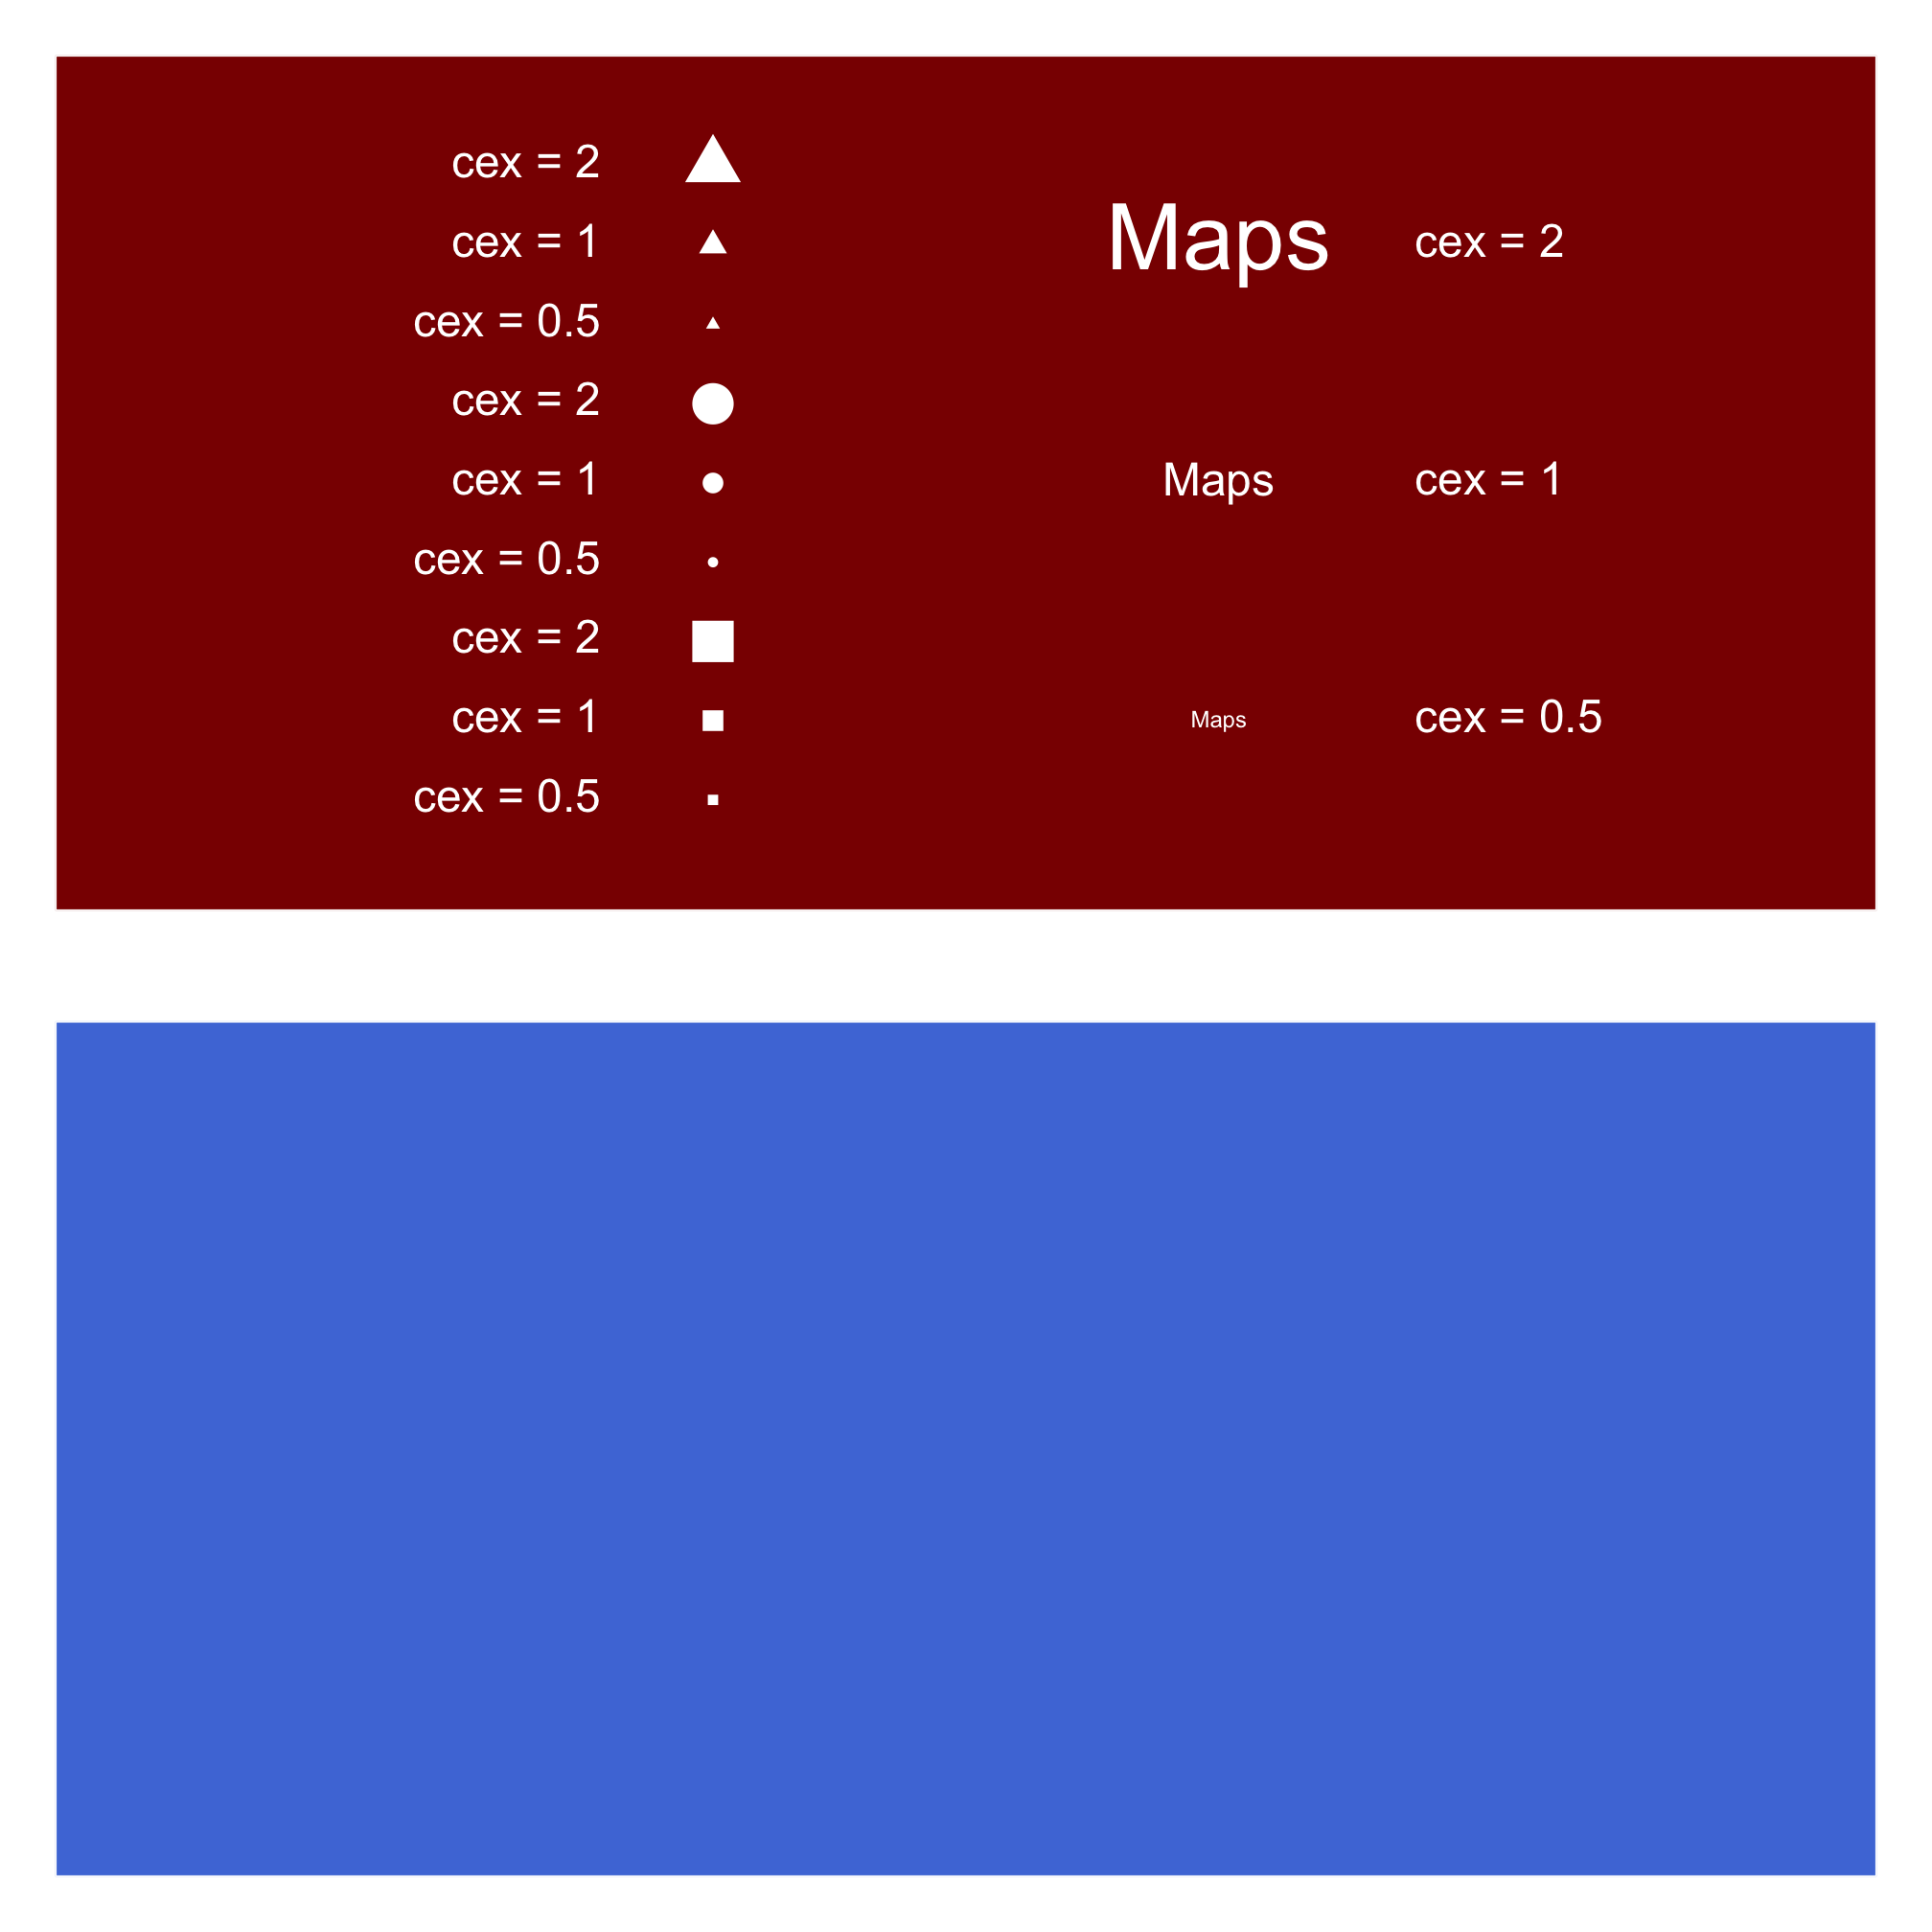 cex = 2
cex = 1
cex = 0.5
cex = 2
cex = 1
cex = 0.5
cex = 2
cex = 1
cex = 0.5
Maps cex = 2
Maps cex = 1
Maps cex = 0.5